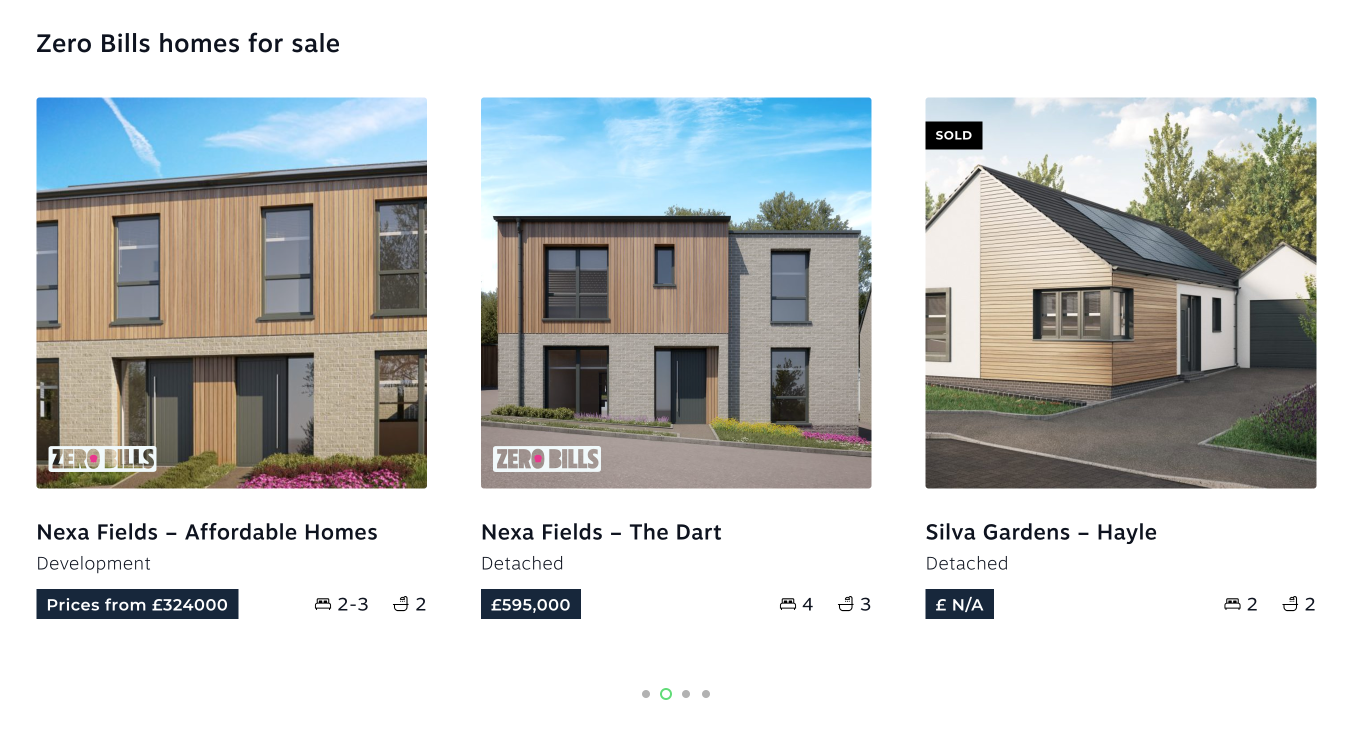 Zero Bills homes for sale
SOLD
ZERO BILLS
ZERO BILLS
Nexa Fields – Affordable Homes
Development
Prices from £324000
2-3
2
Nexa Fields – The Dart
Detached
£595,000
4
3
Silva Gardens – Hayle
Detached
£ N/A
2
2